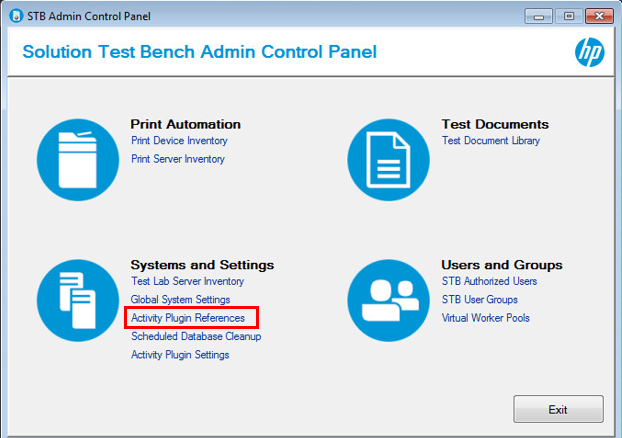 STB Admin Control Panel
Solution Test Bench Admin Control Panel
hp
Print Automation
Print Device Inventory
Print Server Inventory
Test Documents
Test Document Library
Systems and Settings
Test Lab Server Inventory
Global System Settings
Activity Plugin References
Scheduled Database Cleanup
Activity Plugin Settings
Users and Groups
STB Authorized Users
STB User Groups
Virtual Worker Pools
Exit